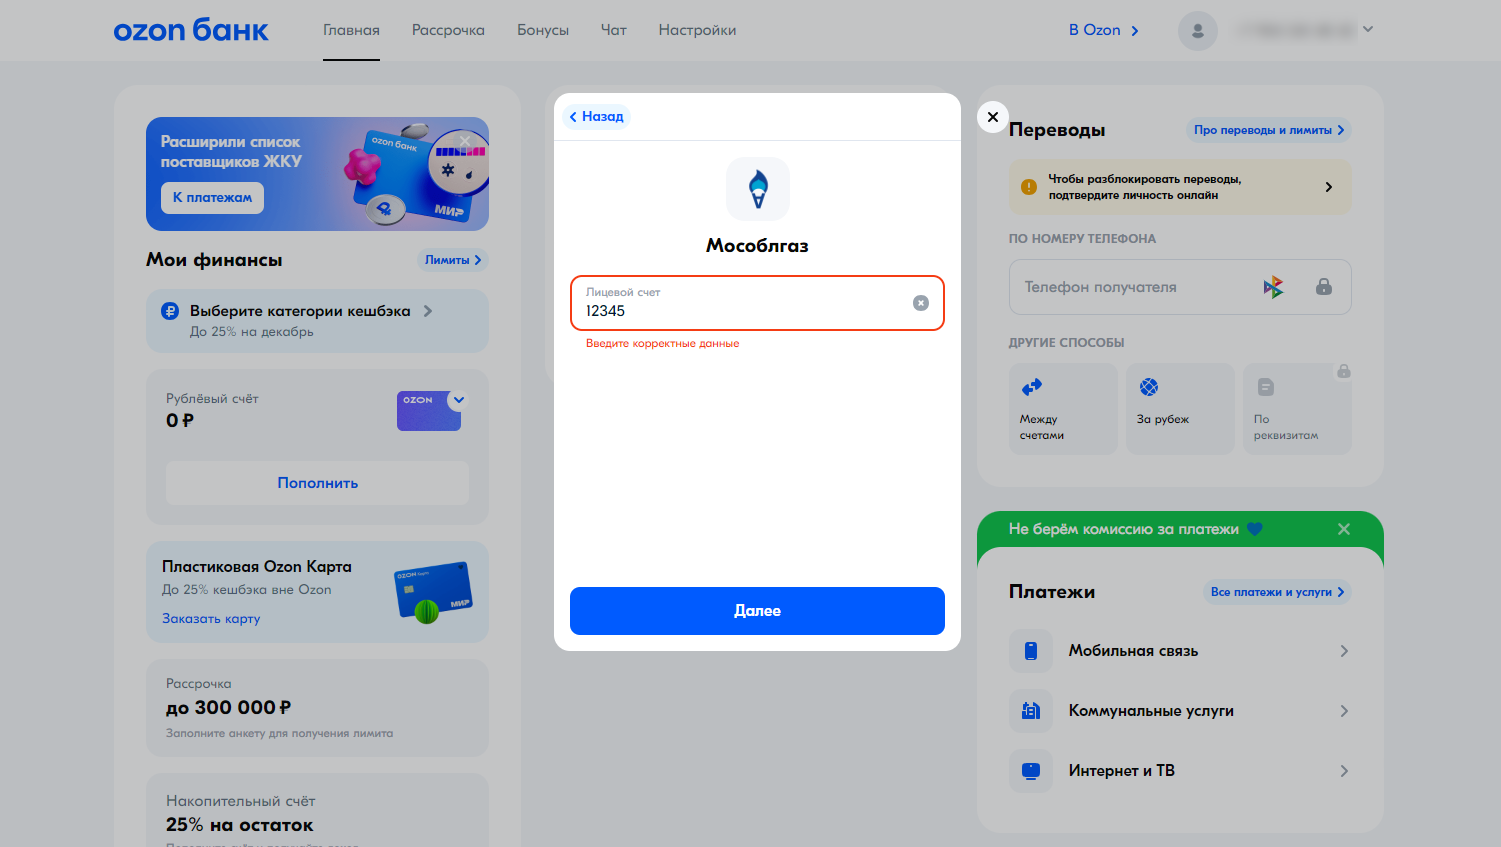 ozon банк
Главная
Рассрочка
Бонусы
Чат
Настройки
В Ozon
Расширили список
поставщиков ЖКУ
К платежам
ozon банк
МИР
Мои финансы
Лимиты
Выберите категории кешбэка
До 25% на декабрь
Рублёвый счёт
0 ₽
OZON
Пополнить
Пластиковая Ozon Карта
До 25% кешбэка вне Ozon
Заказать карту
МИР
Рассрочка
до 300 000 ₽
Заполните анкету для получения лимита
Накопительный счёт
25% на остаток
Назад
Мособлгаз
Лицевой счет
12345
Введите корректные данные
Далее
Переводы
Про переводы и лимиты
Чтобы разблокировать переводы,
подтвердите личность онлайн
ПО НОМЕРУ ТЕЛЕФОНА
Телефон получателя
ДРУГИЕ СПОСОБЫ
Между
счетами
За рубеж
По
реквизитам
Не берём комиссию за платежи
Платежи
Все платежи и услуги
Мобильная связь
Коммунальные услуги
Интернет и ТВ